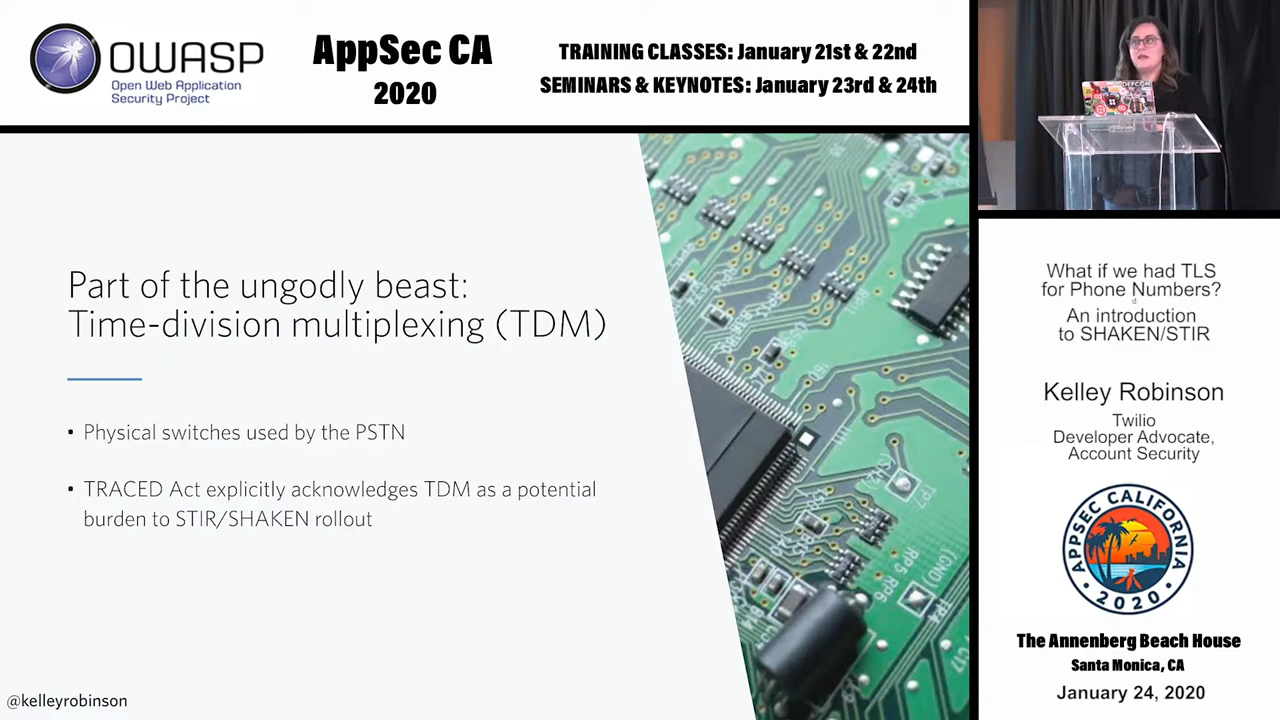 OWASP
Open Web Application
Security Project
AppSec CA
2020
TRAINING CLASSES: January 21st & 22nd
SEMINARS & KEYNOTES: January 23rd & 24th
Part of the ungodly beast:
Time-division multiplexing (TDM)
• Physical switches used by the PSTN
• TRACED Act explicitly acknowledges TDM as a potential
burden to STIR/SHAKEN rollout
@kelleyrobinson
What if we had TLS
for Phone Numbers?
d
An introduction
to SHAKEN/STIR
Kelley Robinson
Twilio
Developer Advocate,
Account Security
APPSEC CALIFORNIA
• 2020 •
The Annenberg Beach House
Santa Monica, CA
January 24, 2020
(GND)
RP5
RP6
TP7